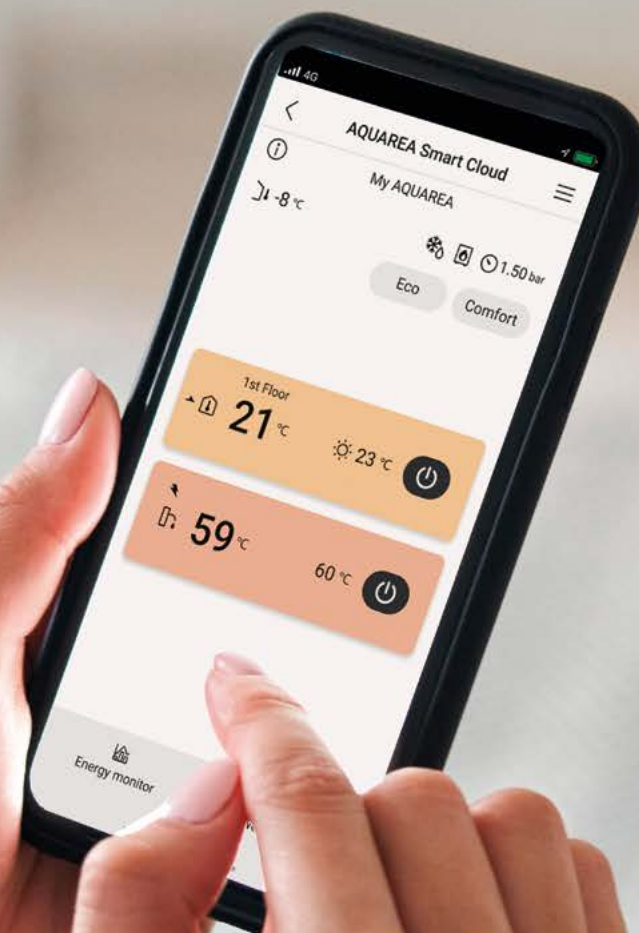 4G
AQUAREA Smart Cloud
My AQUAREA
-8 ℃
1.50 bar
Eco
Comfort
1st Floor
21 ℃
23 ℃
59 ℃
60 ℃
Energy monitor